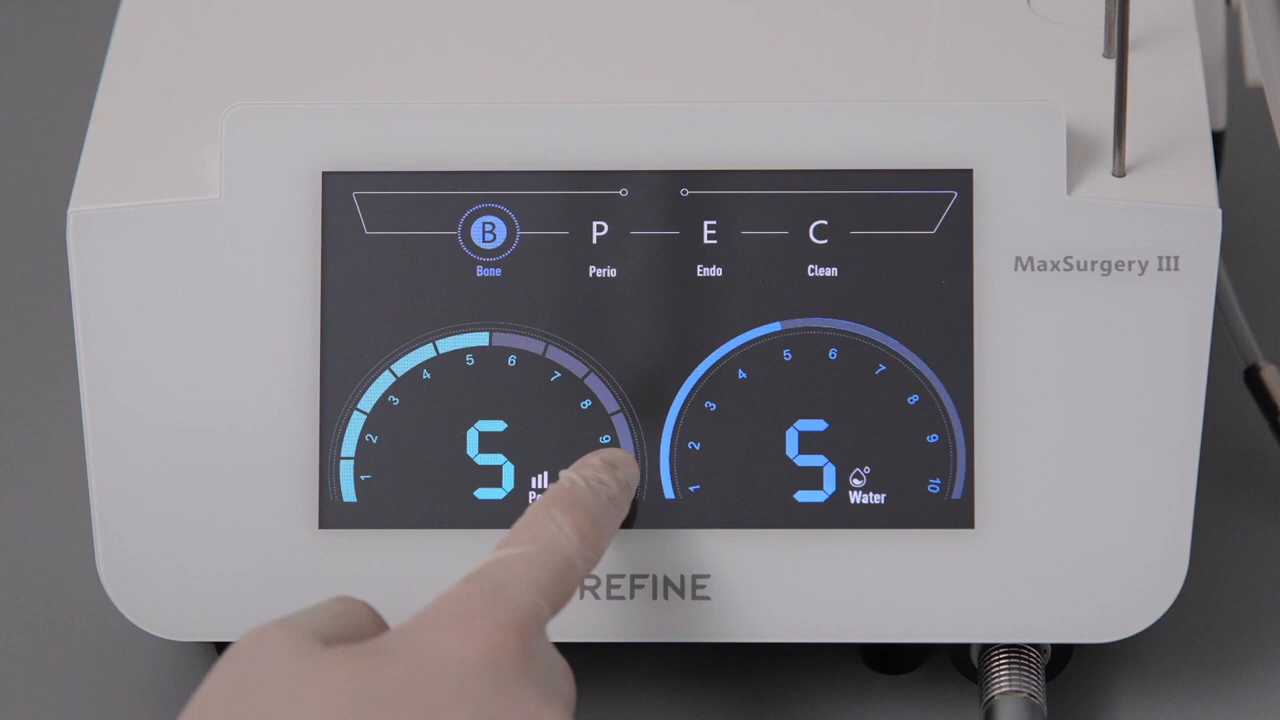 B P E C
Bone Perio Endo Clean
MaxSurgery III
1 2 3 4 5 6 7 8 9
5
1 2 3 4 5 6 7 8 9 10
5
Water
REFINE